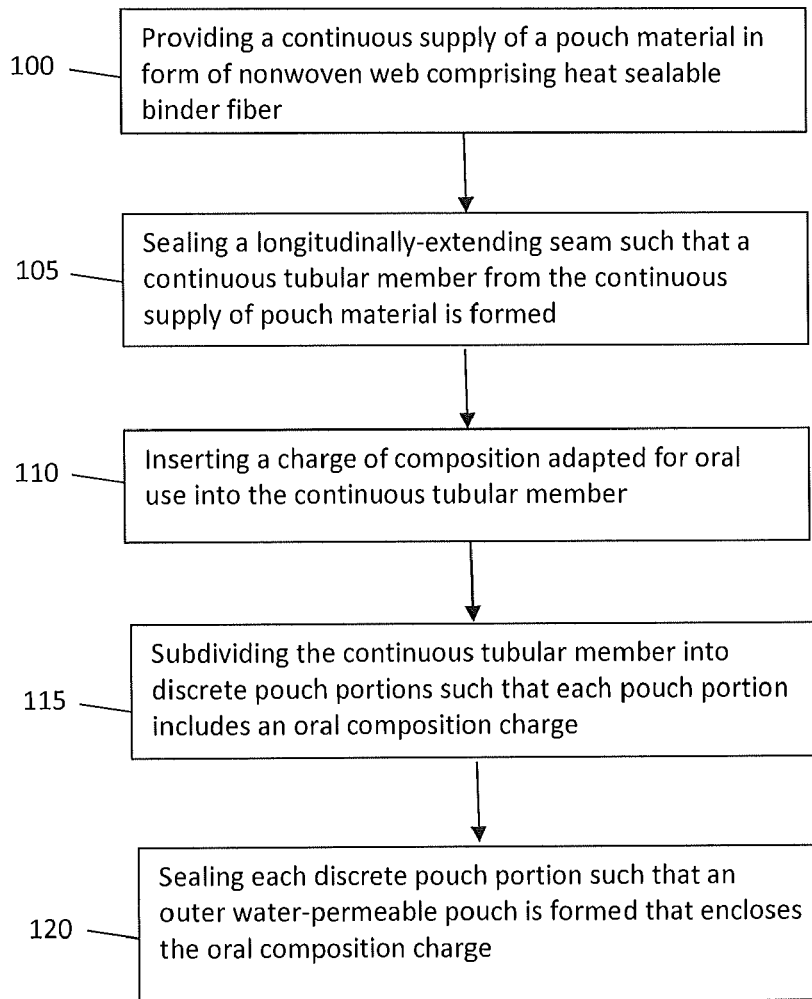 100
Providing a continuous supply of a pouch material in
form of nonwoven web comprising heat sealable
binder fiber
105
Sealing a longitudinally-extending seam such that a
continuous tubular member from the continuous
supply of pouch material is formed
110
Inserting a charge of composition adapted for oral
use into the continuous tubular member
115
Subdividing the continuous tubular member into
discrete pouch portions such that each pouch portion
includes an oral composition charge
120
Sealing each discrete pouch portion such that an
outer water-permeable pouch is formed that encloses
the oral composition charge